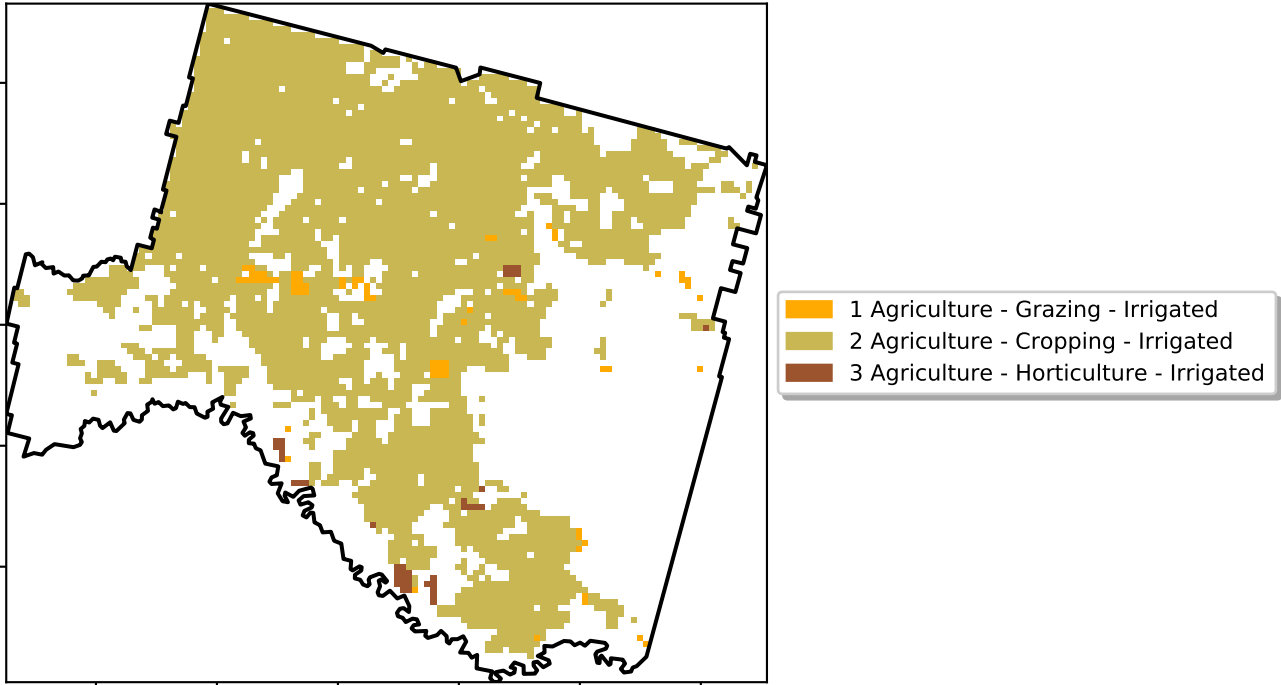 1 Agriculture - Grazing - Irrigated
2 Agriculture - Cropping - Irrigated
3 Agriculture - Horticulture - Irrigated